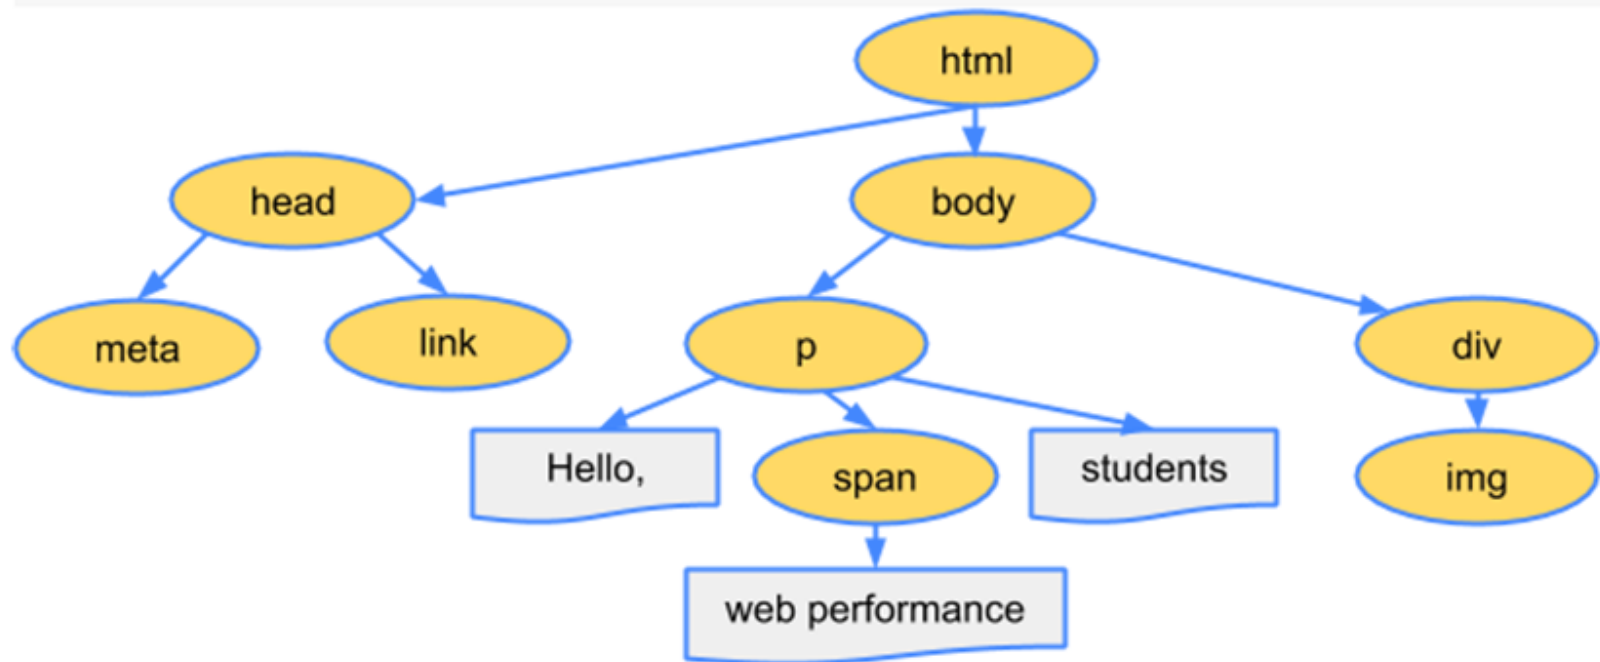 html
head
body
meta
link
p
div
Hello,
span
students
img
web performance